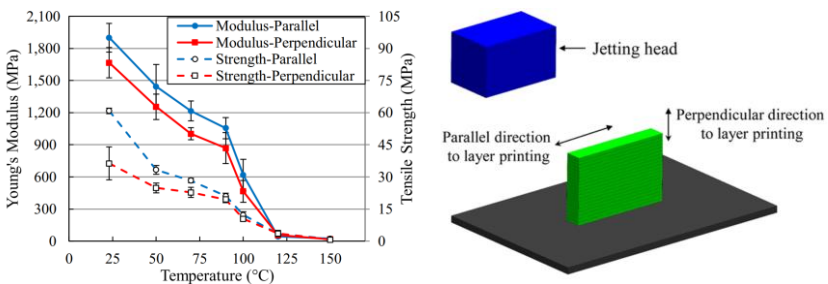 2,100
1,800
1,500
1,200
900
600
300
0
Young's Modulus (MPa)
105
90
75
60
45
30
15
0
Tensile Strength (MPa)
Modulus-Parallel
Modulus-Perpendicular
Strength-Parallel
Strength-Perpendicular
0 25 50 75 100 125 150
Temperature (°C)
Jetting head
Parallel direction
to layer printing
Perpendicular direction
to layer printing